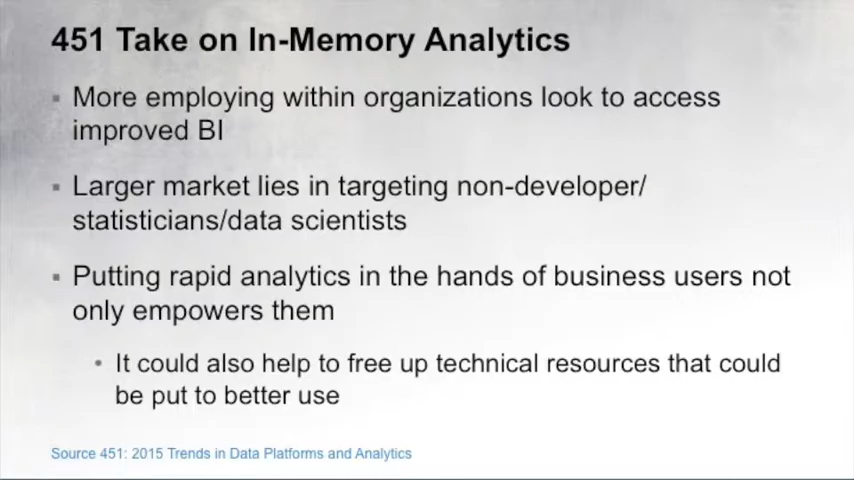 451 Take on In-Memory Analytics
More employing within organizations look to access
improved BI
Larger market lies in targeting non-developer/
statisticians/data scientists
Putting rapid analytics in the hands of business users not
only empowers them
It could also help to free up technical resources that could
be put to better use
Source 451: 2015 Trends in Data Platforms and Analytics